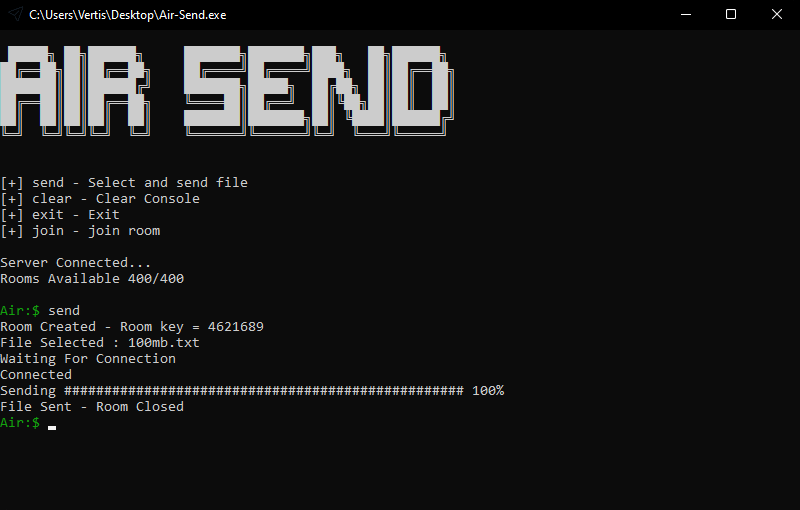 C:\Users\Vertis\Desktop\Air-Send.exe
AIR SEND
[+] send - Select and send file
[+] clear - Clear Console
[+] exit - Exit
[+] join - join room
Server Connected...
Rooms Available 400/400
Air:$ send
Room Created - Room key = 4621689
File Selected : 100mb.txt
Waiting For Connection
Connected
Sending ################################################## 100%
File Sent - Room Closed
Air:$